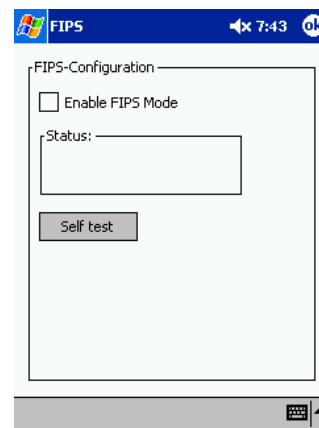 FIPS 7:43 ok
FIPS-Configuration
Enable FIPS Mode
Status:
Self test